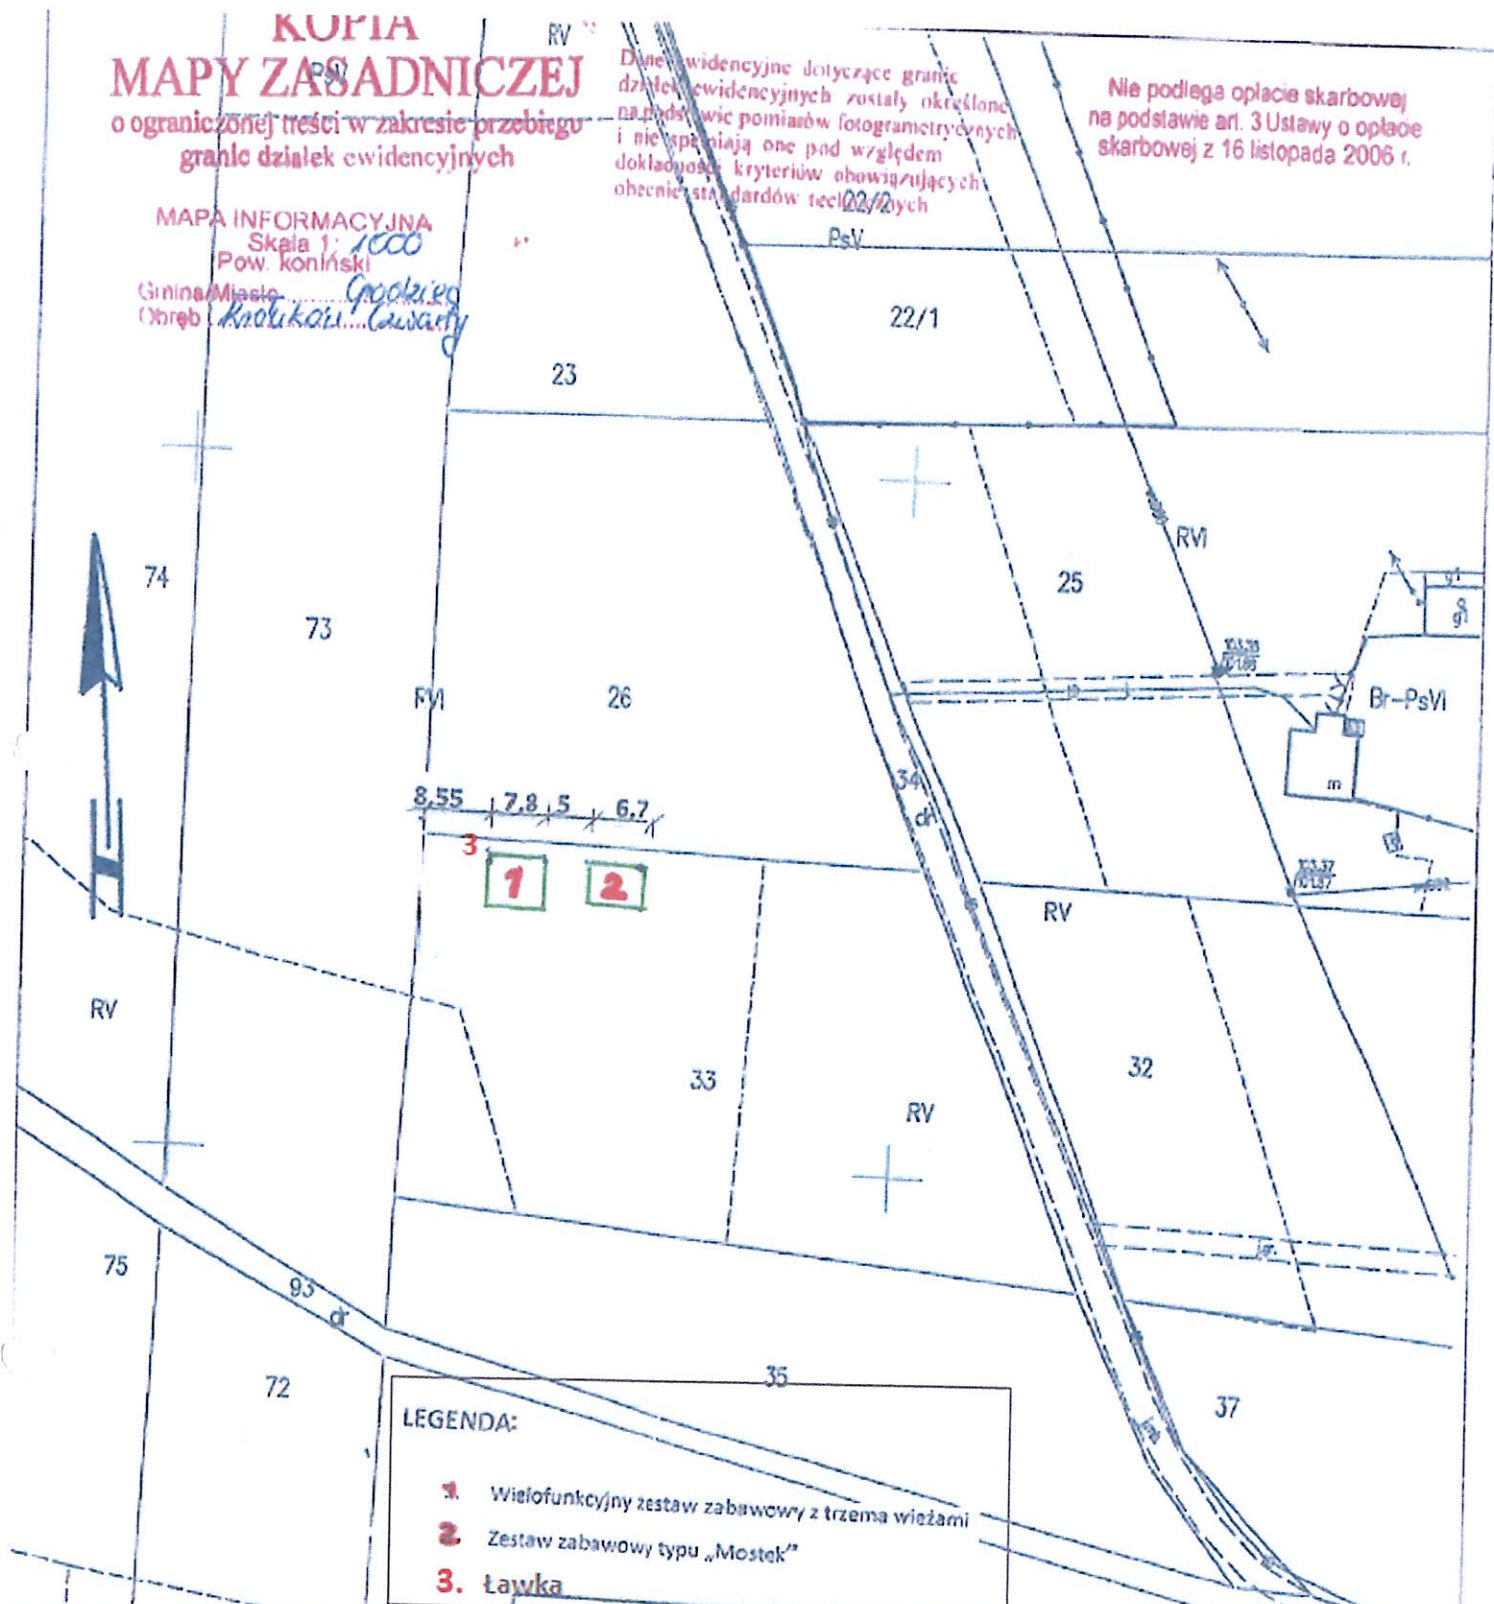 KOPIA
MAPY ZASADNICZEJ
o ograniczonej treści w zakresie przebiegu
granic działek ewidencyjnych
MAPA INFORMACYJNA
Skala 1: 1000
Pow. koniński
Gmina/Miasto Grodziec
Obręb Królików Czwarty
Dane ewidencyjne dotyczące granic
działek ewidencyjnych zostały określone
na podstawie pomiarów fotogrametrycznych
i nie spełniają one pod względem
dokładności kryteriów obowiązujących
obecnie standardów technicznych
Nie podlega opłacie skarbowej
na podstawie art. 3 Ustawy o opłacie
skarbowej z 16 listopada 2006 r.
RV
PsV
22/2
PsV
22/1
23
74
73
RVI
26
25
RVI
Br-PsVI
m
34
dr
8,55 7,8 5 6,7
3
1
2
RV
RV
33
RV
32
75
93
dr
72
35
37
LEGENDA:
1. Wielofunkcyjny zestaw zabawowy z trzema wieżami
2. Zestaw zabawowy typu „Mostek”
3. Ławka